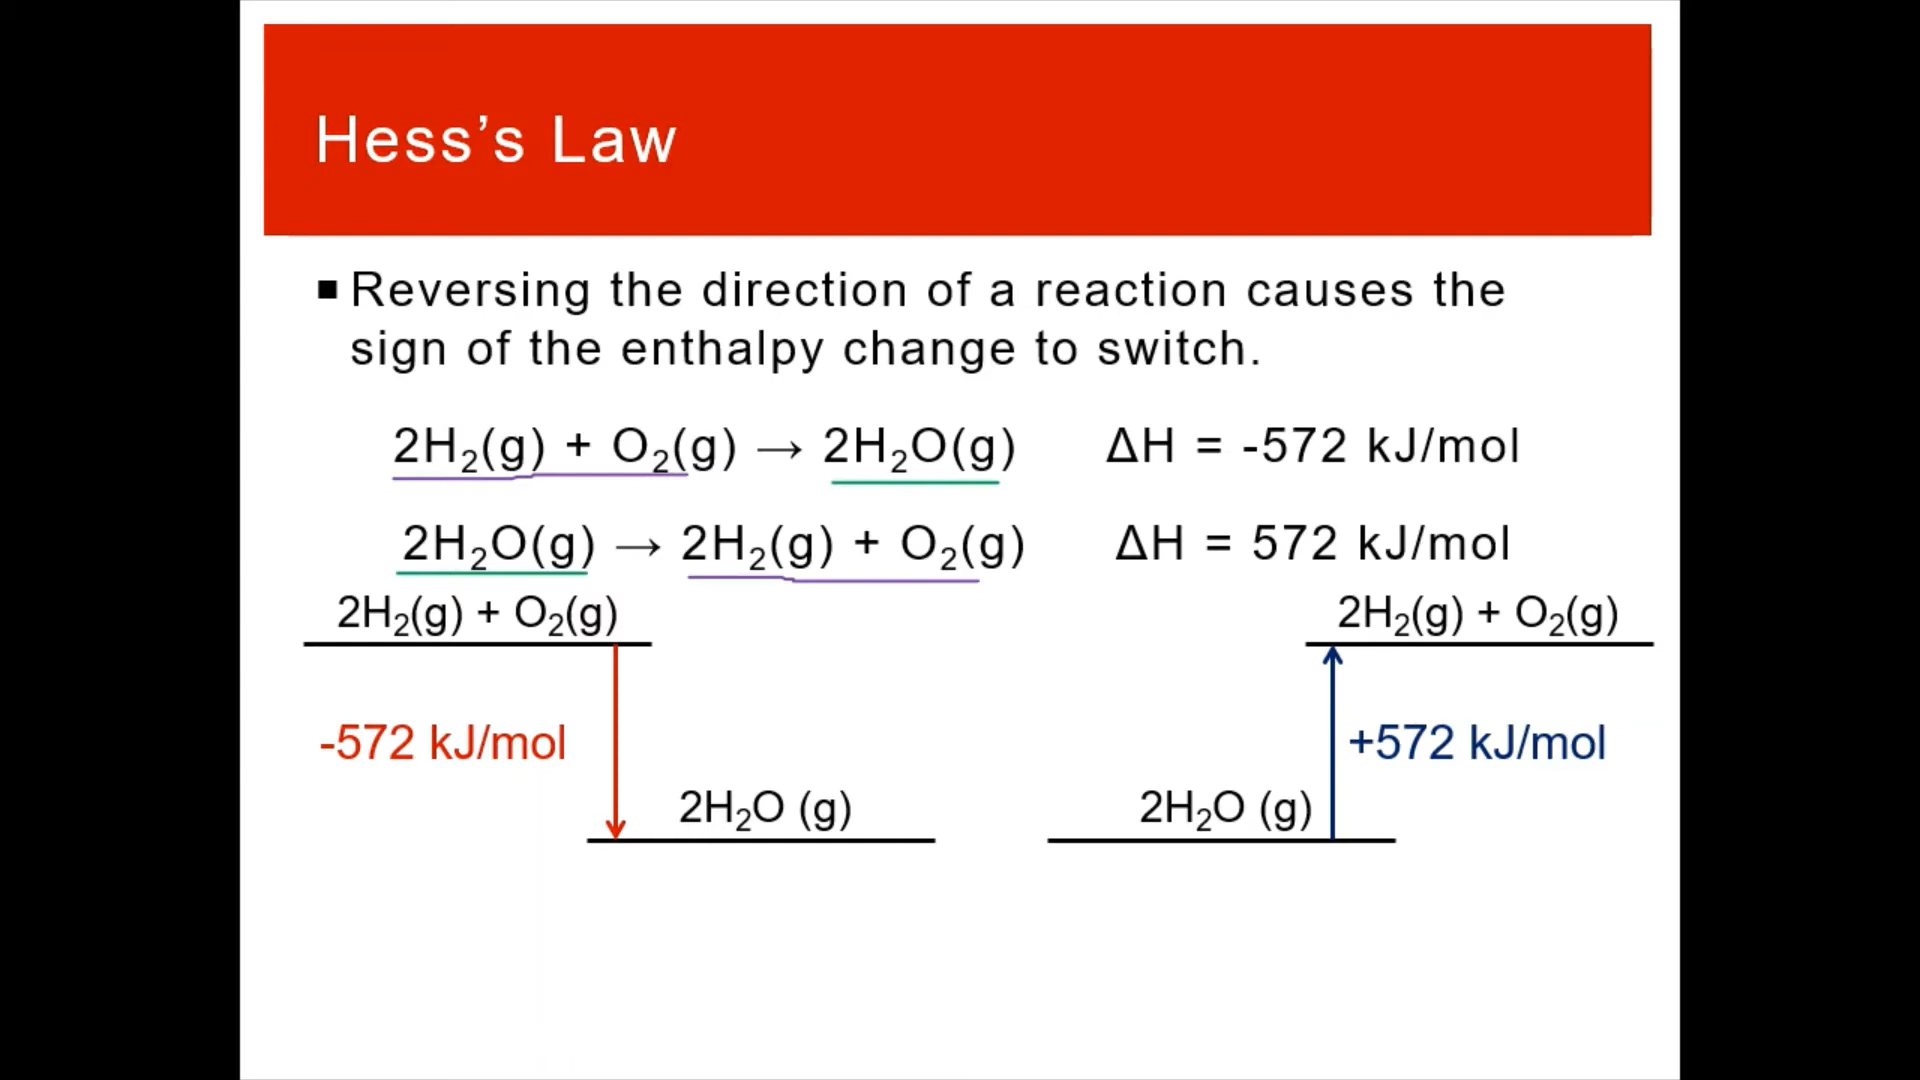 Hess’s Law
▪ Reversing the direction of a reaction causes the
sign of the enthalpy change to switch.
2H₂(g) + O₂(g) → 2H₂O(g) ΔH = -572 kJ/mol
2H₂O(g) → 2H₂(g) + O₂(g) ΔH = 572 kJ/mol
2H₂(g) + O₂(g) 2H₂(g) + O₂(g)
-572 kJ/mol +572 kJ/mol
2H₂O (g) 2H₂O (g)